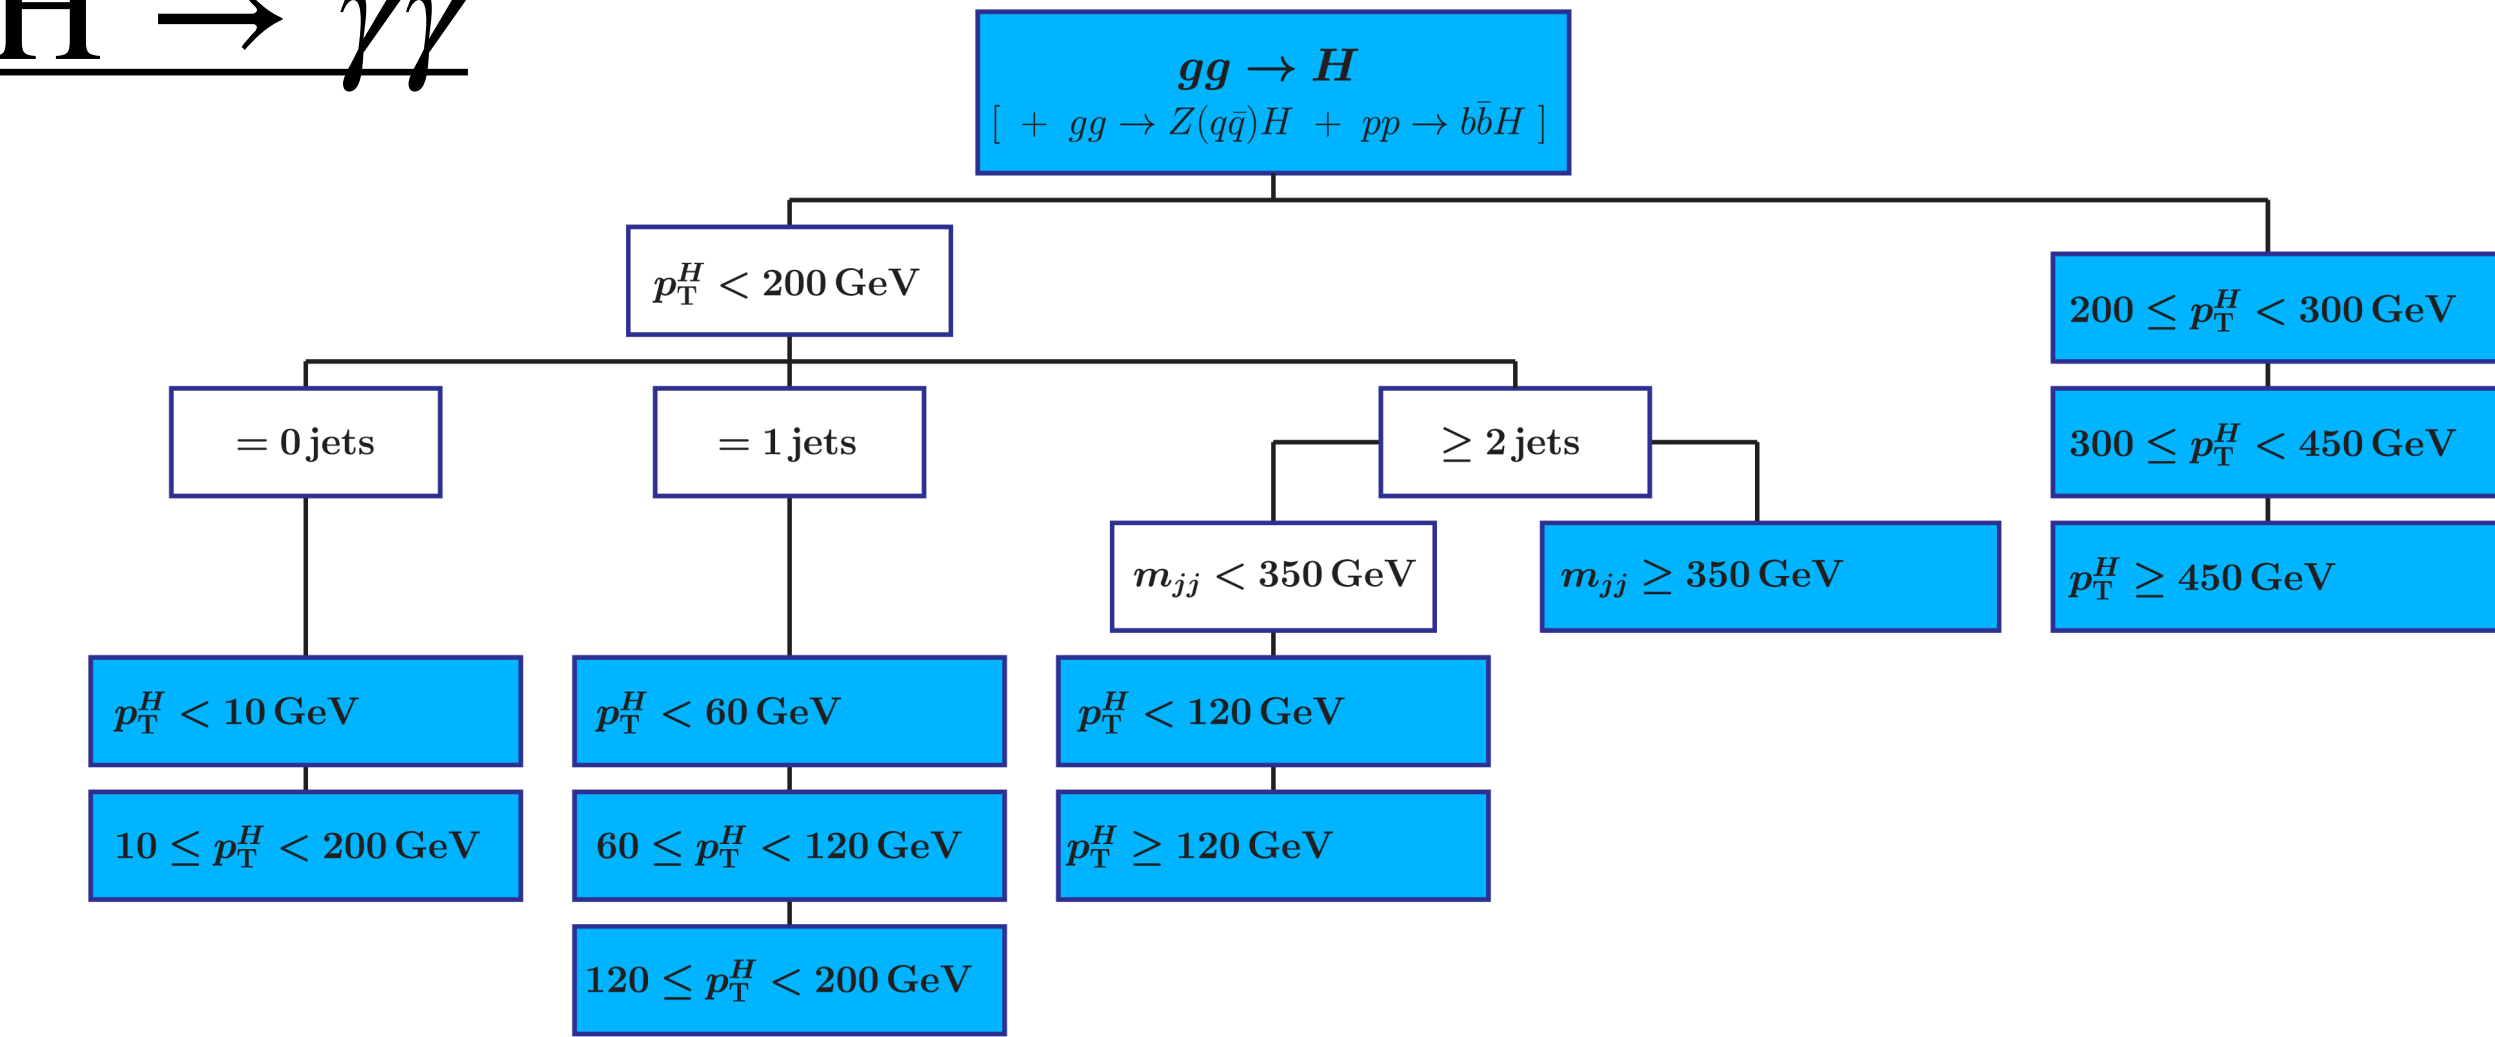 H → γγ
gg → H
[ + gg → Z(qq̄)H + pp → bb̄H ]
p_T^H < 200 GeV
200 ≤ p_T^H < 300 GeV
= 0 jets
= 1 jets
≥ 2 jets
300 ≤ p_T^H < 450 GeV
m_jj < 350 GeV
m_jj ≥ 350 GeV
p_T^H ≥ 450 GeV
p_T^H < 10 GeV
p_T^H < 60 GeV
p_T^H < 120 GeV
10 ≤ p_T^H < 200 GeV
60 ≤ p_T^H < 120 GeV
p_T^H ≥ 120 GeV
120 ≤ p_T^H < 200 GeV